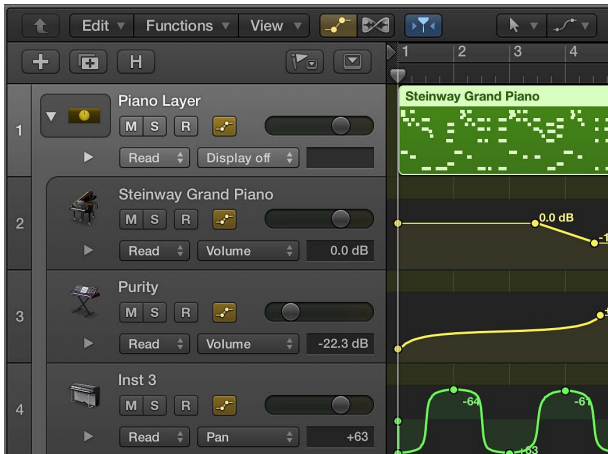 Edit Functions View
1 2 3 4
H
1 Piano Layer
M S R
Read Display off
Steinway Grand Piano
2 Steinway Grand Piano
M S R
Read Volume 0.0 dB
0.0 dB
-1
3 Purity
M S R
Read Volume -22.3 dB
+
4 Inst 3
M S R
Read Pan +63
-64 -61
+63